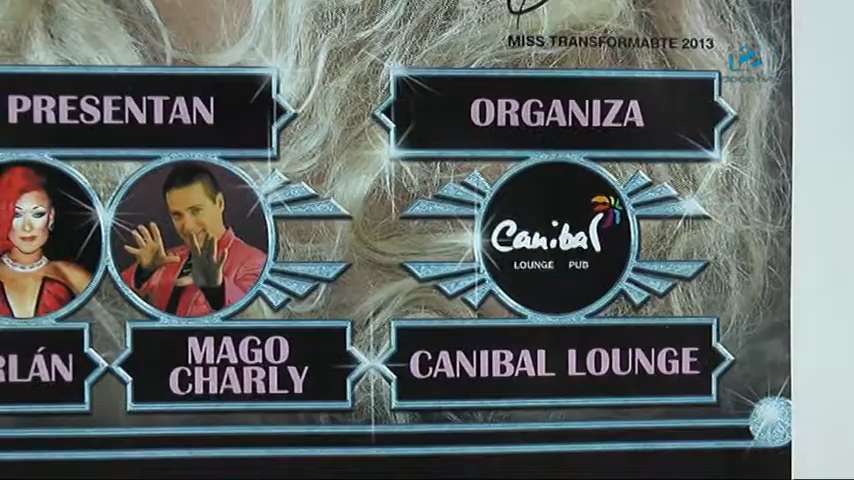 MISS TRANSFORMABTE 2013
PRESENTAN
ORGANIZA
Canibal
LOUNGE PUB
RLÁN
MAGO
CHARLY
CANIBAL LOUNGE